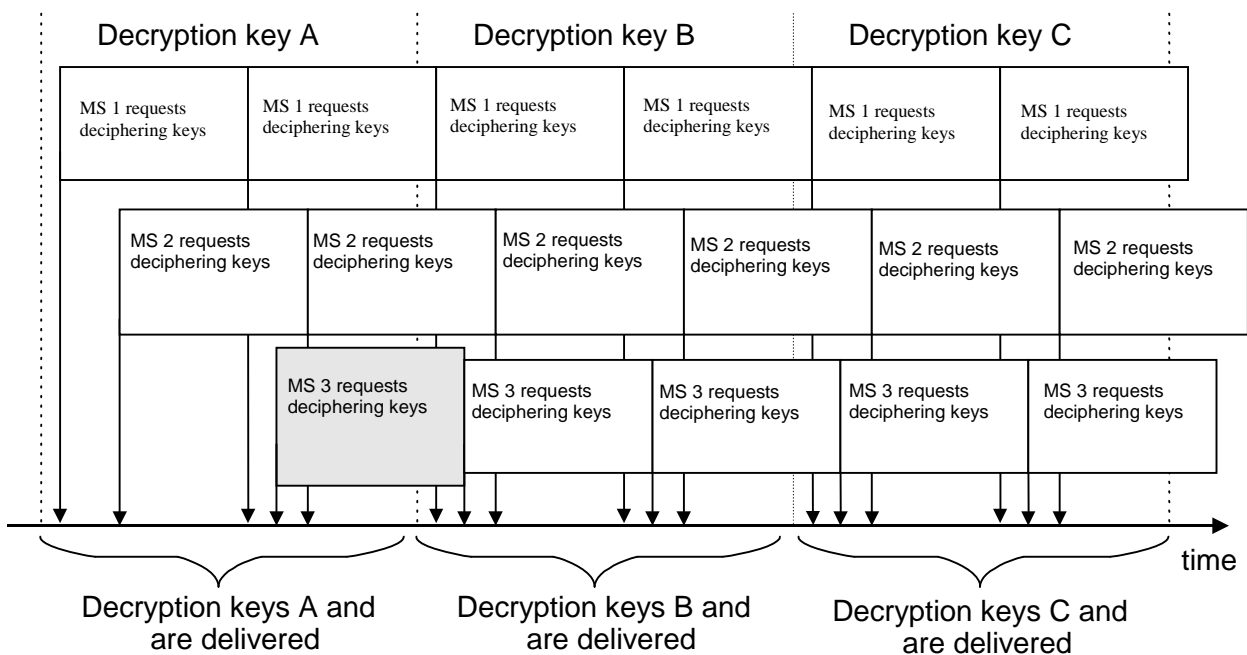 Decryption key A
Decryption key B
Decryption key C
MS 1 requests
deciphering keys
MS 1 requests
deciphering keys
MS 1 requests
deciphering keys
MS 1 requests
deciphering keys
MS 1 requests
deciphering keys
MS 1 requests
deciphering keys
MS 2 requests
deciphering keys
MS 2 requests
deciphering keys
MS 2 requests
deciphering keys
MS 2 requests
deciphering keys
MS 2 requests
deciphering keys
MS 2 requests
deciphering keys
MS 3 requests
deciphering keys
MS 3 requests
deciphering keys
MS 3 requests
deciphering keys
MS 3 requests
deciphering keys
MS 3 requests
deciphering keys
time
Decryption keys A and
are delivered
Decryption keys B and
are delivered
Decryption keys C and
are delivered